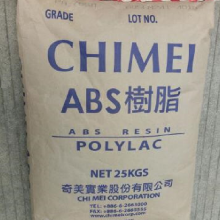 GRADE LOT NO.
CHIMEI
ABS樹脂
ABS RESIN
POLYLAC
NET 25KGS
奇美實業股份有限公司
CHI MEI CORPORATION